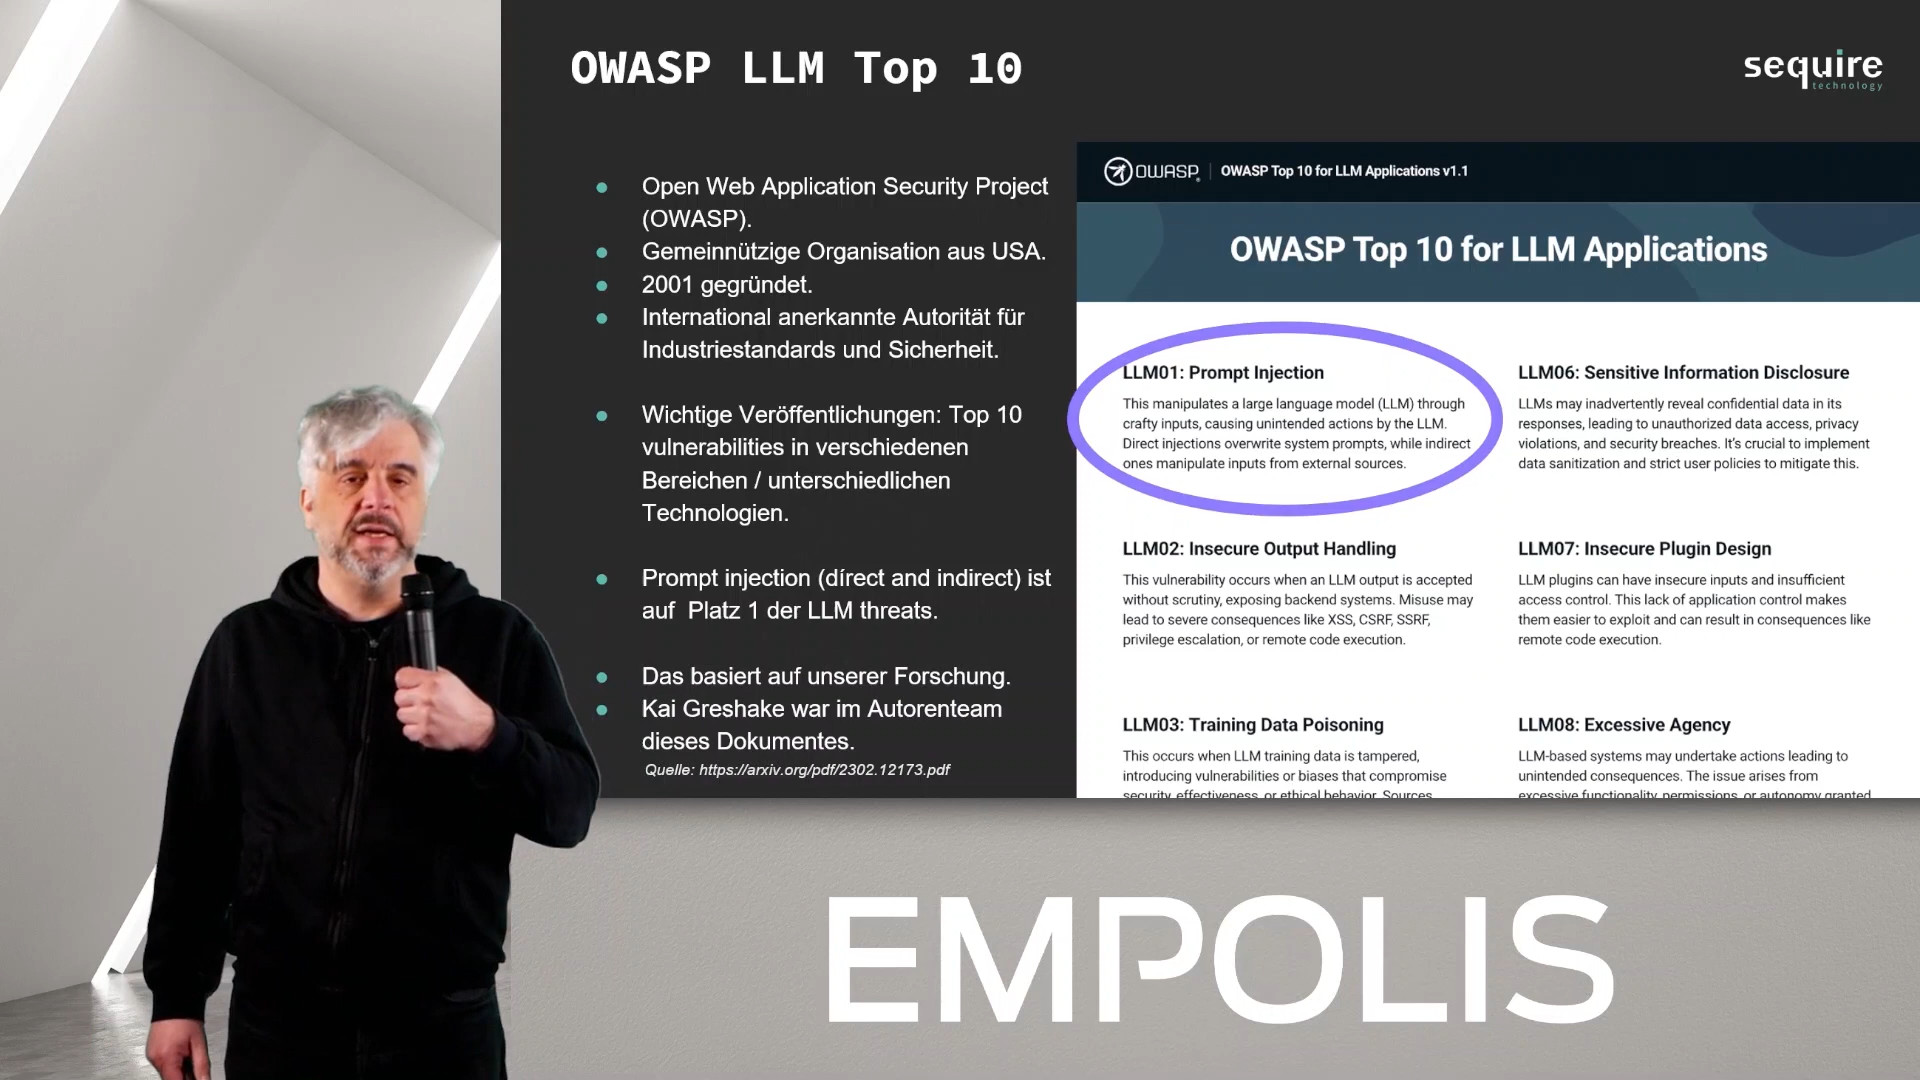 OWASP LLM Top 10
sequire
technology
Open Web Application Security Project
(OWASP).
Gemeinnützige Organisation aus USA.
2001 gegründet.
International anerkannte Autorität für
Industriestandards und Sicherheit.
Wichtige Veröffentlichungen: Top 10
vulnerabilities in verschiedenen
Bereichen / unterschiedlichen
Technologien.
Prompt injection (dírect and indirect) ist
auf Platz 1 der LLM threats.
Das basiert auf unserer Forschung.
Kai Greshake war im Autorenteam
dieses Dokumentes.
Quelle: https://arxiv.org/pdf/2302.12173.pdf
OWASP
OWASP Top 10 for LLM Applications v1.1
OWASP Top 10 for LLM Applications
LLM01: Prompt Injection
This manipulates a large language model (LLM) through
crafty inputs, causing unintended actions by the LLM.
Direct injections overwrite system prompts, while indirect
ones manipulate inputs from external sources.
LLM06: Sensitive Information Disclosure
LLMs may inadvertently reveal confidential data in its
responses, leading to unauthorized data access, privacy
violations, and security breaches. It's crucial to implement
data sanitization and strict user policies to mitigate this.
LLM02: Insecure Output Handling
This vulnerability occurs when an LLM output is accepted
without scrutiny, exposing backend systems. Misuse may
lead to severe consequences like XSS, CSRF, SSRF,
privilege escalation, or remote code execution.
LLM07: Insecure Plugin Design
LLM plugins can have insecure inputs and insufficient
access control. This lack of application control makes
them easier to exploit and can result in consequences like
remote code execution.
LLM03: Training Data Poisoning
This occurs when LLM training data is tampered,
introducing vulnerabilities or biases that compromise
security, effectiveness, or ethical behavior. Sources
LLM08: Excessive Agency
LLM-based systems may undertake actions leading to
unintended consequences. The issue arises from
excessive functionality, permissions, or autonomy granted
EMPOLIS